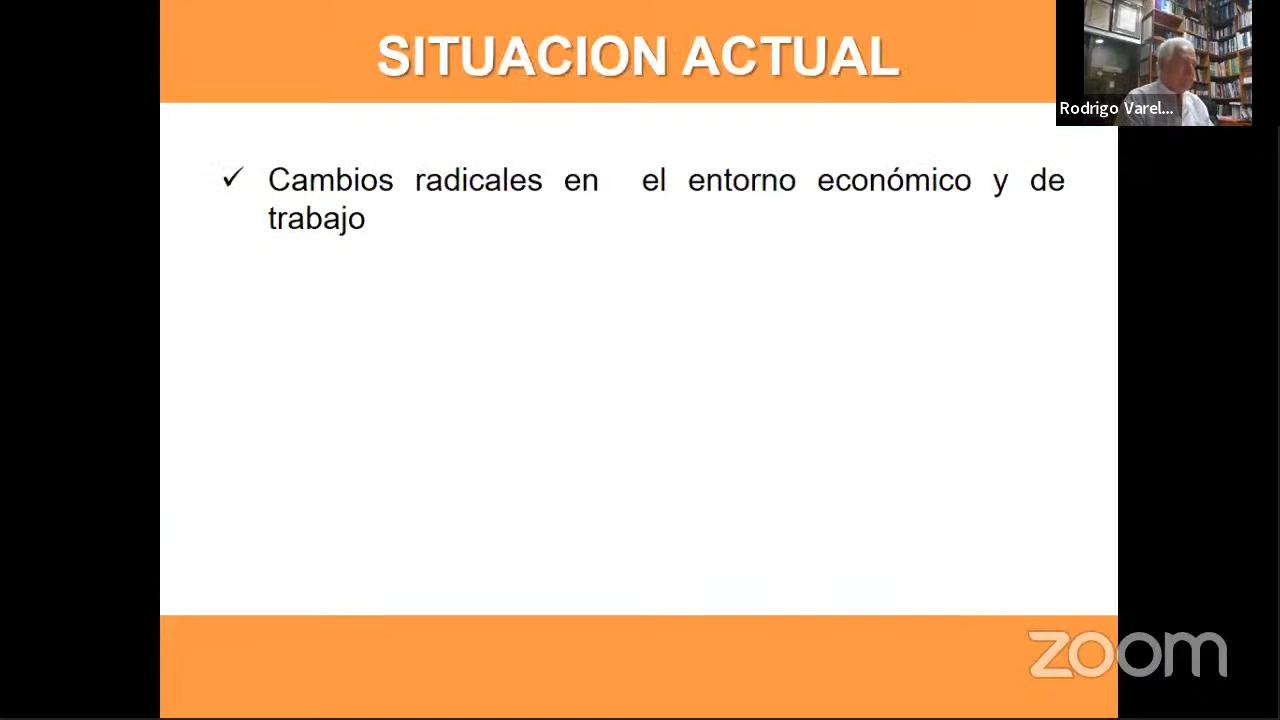 SITUACION ACTUAL
Rodrigo Varel...
✓ Cambios radicales en el entorno económico y de
trabajo
zoom